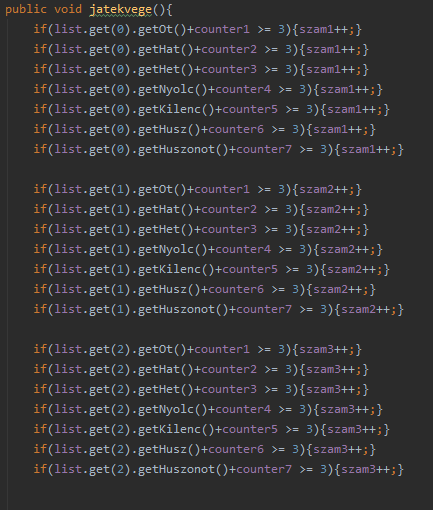 public void jatekvege(){
if(list.get(0).getOt()+counter1 >= 3){szam1++;}
if(list.get(0).getHat()+counter2 >= 3){szam1++;}
if(list.get(0).getHet()+counter3 >= 3){szam1++;}
if(list.get(0).getNyolc()+counter4 >= 3){szam1++;}
if(list.get(0).getKilenc()+counter5 >= 3){szam1++;}
if(list.get(0).getHusz()+counter6 >= 3){szam1++;}
if(list.get(0).getHuszonot()+counter7 >= 3){szam1++;}
if(list.get(1).getOt()+counter1 >= 3){szam2++;}
if(list.get(1).getHat()+counter2 >= 3){szam2++;}
if(list.get(1).getHet()+counter3 >= 3){szam2++;}
if(list.get(1).getNyolc()+counter4 >= 3){szam2++;}
if(list.get(1).getKilenc()+counter5 >= 3){szam2++;}
if(list.get(1).getHusz()+counter6 >= 3){szam2++;}
if(list.get(1).getHuszonot()+counter7 >= 3){szam2++;}
if(list.get(2).getOt()+counter1 >= 3){szam3++;}
if(list.get(2).getHat()+counter2 >= 3){szam3++;}
if(list.get(2).getHet()+counter3 >= 3){szam3++;}
if(list.get(2).getNyolc()+counter4 >= 3){szam3++;}
if(list.get(2).getKilenc()+counter5 >= 3){szam3++;}
if(list.get(2).getHusz()+counter6 >= 3){szam3++;}
if(list.get(2).getHuszonot()+counter7 >= 3){szam3++;}